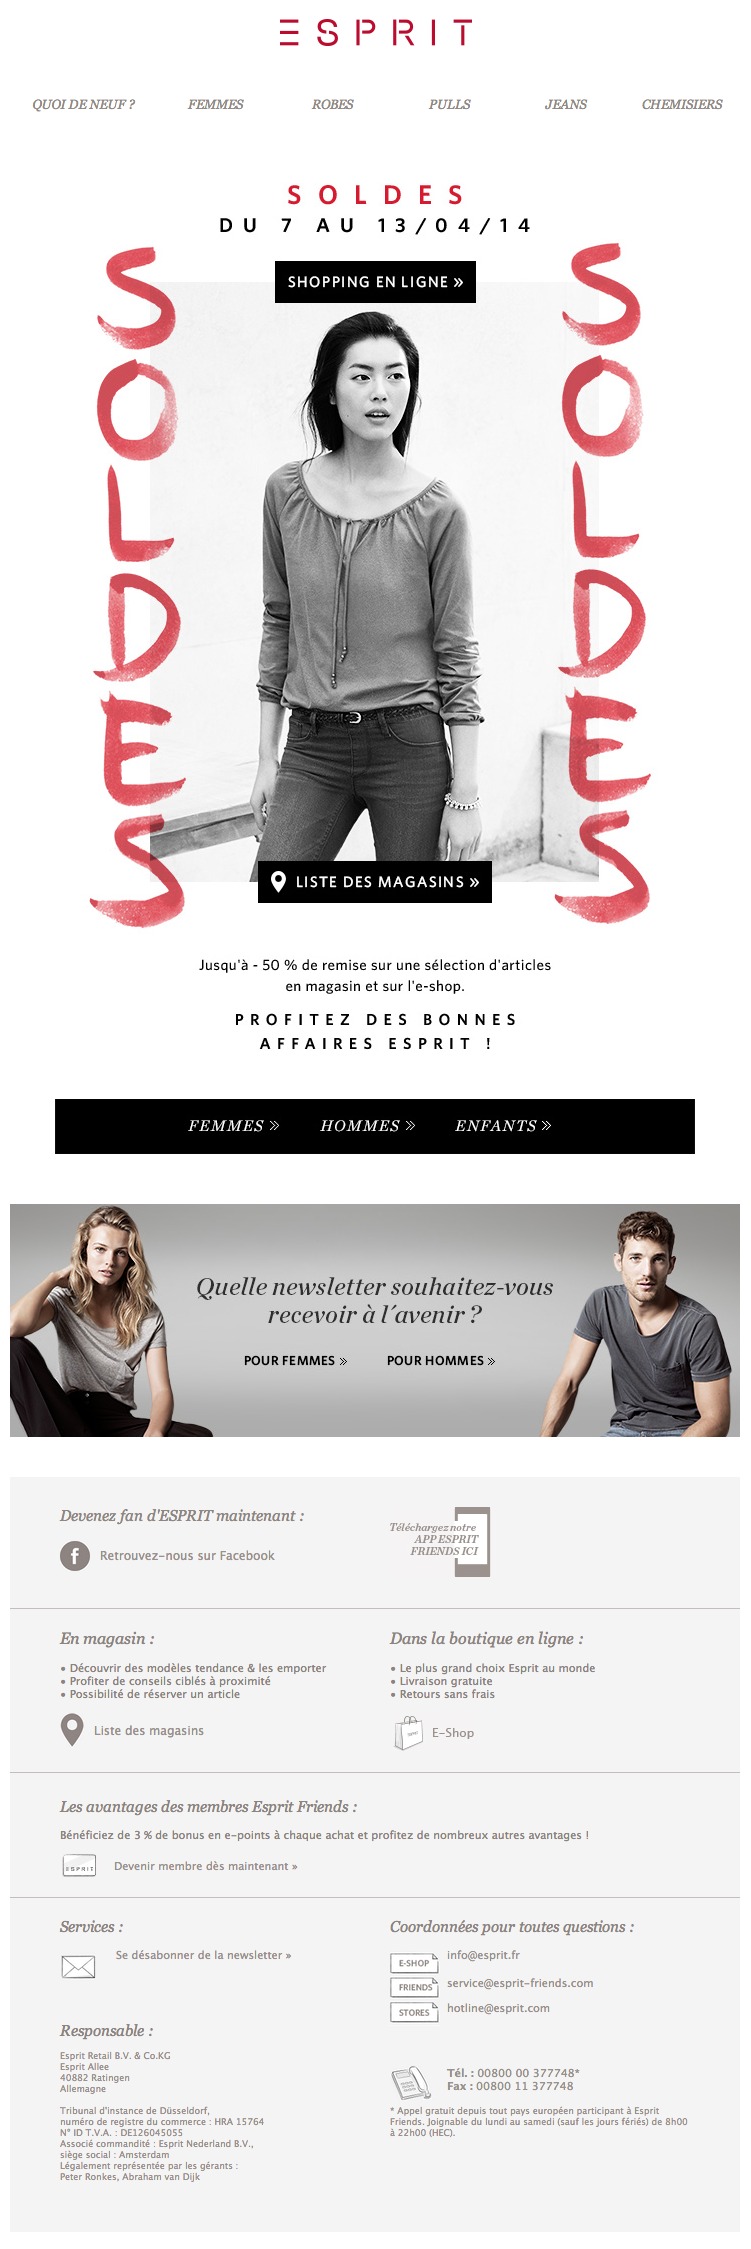 ESPRIT
QUOI DE NEUF ? FEMMES ROBES PULLS JEANS CHEMISIERS
SOLDES
DU 7 AU 13/04/14
SHOPPING EN LIGNE »
SOLDES
SOLDES
LISTE DES MAGASINS »
Jusqu'à - 50 % de remise sur une sélection d'articles
en magasin et sur l'e-shop.
PROFITEZ DES BONNES
AFFAIRES ESPRIT !
FEMMES » HOMMES » ENFANTS »
Quelle newsletter souhaitez-vous
recevoir à l´avenir ?
POUR FEMMES » POUR HOMMES »
Devenez fan d'ESPRIT maintenant :
f Retrouvez-nous sur Facebook
Téléchargez notre
APP ESPRIT
FRIENDS ICI
En magasin :
• Découvrir des modèles tendance & les emporter
• Profiter de conseils ciblés à proximité
• Possibilité de réserver un article
Liste des magasins
Dans la boutique en ligne :
• Le plus grand choix Esprit au monde
• Livraison gratuite
• Retours sans frais
E-Shop
Les avantages des membres Esprit Friends :
Bénéficiez de 3 % de bonus en e-points à chaque achat et profitez de nombreux autres avantages !
ESPRIT
Devenir membre dès maintenant »
Services :
Se désabonner de la newsletter »
Coordonnées pour toutes questions :
E-SHOP info@esprit.fr
FRIENDS service@esprit-friends.com
STORES hotline@esprit.com
Responsable :
Esprit Retail B.V. & Co.KG
Esprit Allee
40882 Ratingen
Allemagne
Tribunal d'instance de Düsseldorf,
numéro de registre du commerce : HRA 15764
N° ID T.V.A. : DE126045055
Associé commandité : Esprit Nederland B.V.,
siège social : Amsterdam
Légalement représentée par les gérants :
Peter Ronkes, Abraham van Dijk
Tél. : 00800 00 377748*
Fax : 00800 11 377748
* Appel gratuit depuis tout pays européen participant à Esprit
Friends. Joignable du lundi au samedi (sauf les jours fériés) de 8h00
à 22h00 (HEC).